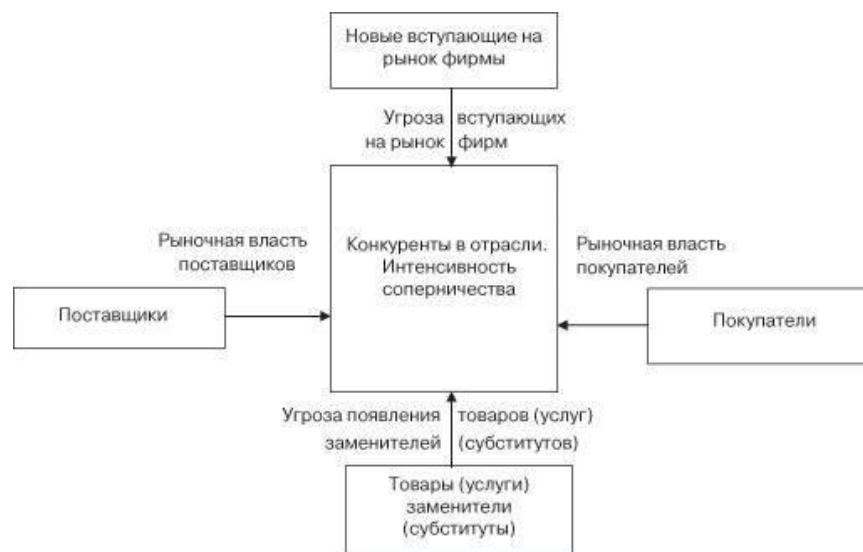 Новые вступающие на
рынок фирмы
Угроза вступающих
на рынок фирм
Рыночная власть
поставщиков
Конкуренты в отрасли.
Интенсивность
соперничества
Рыночная власть
покупателей
Поставщики
Покупатели
Угроза появления товаров (услуг)
заменителей (субститутов)
Товары (услуги)
заменители
(субституты)